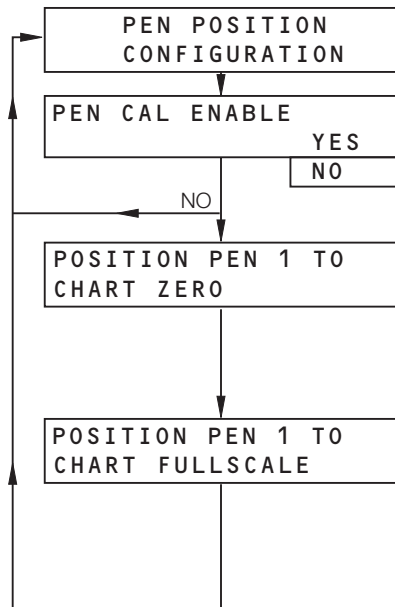 PEN POSITION
CONFIGURATION
PEN CAL ENABLE
YES
NO
NO
POSITION PEN 1 TO
CHART ZERO
POSITION PEN 1 TO
CHART FULLSCALE